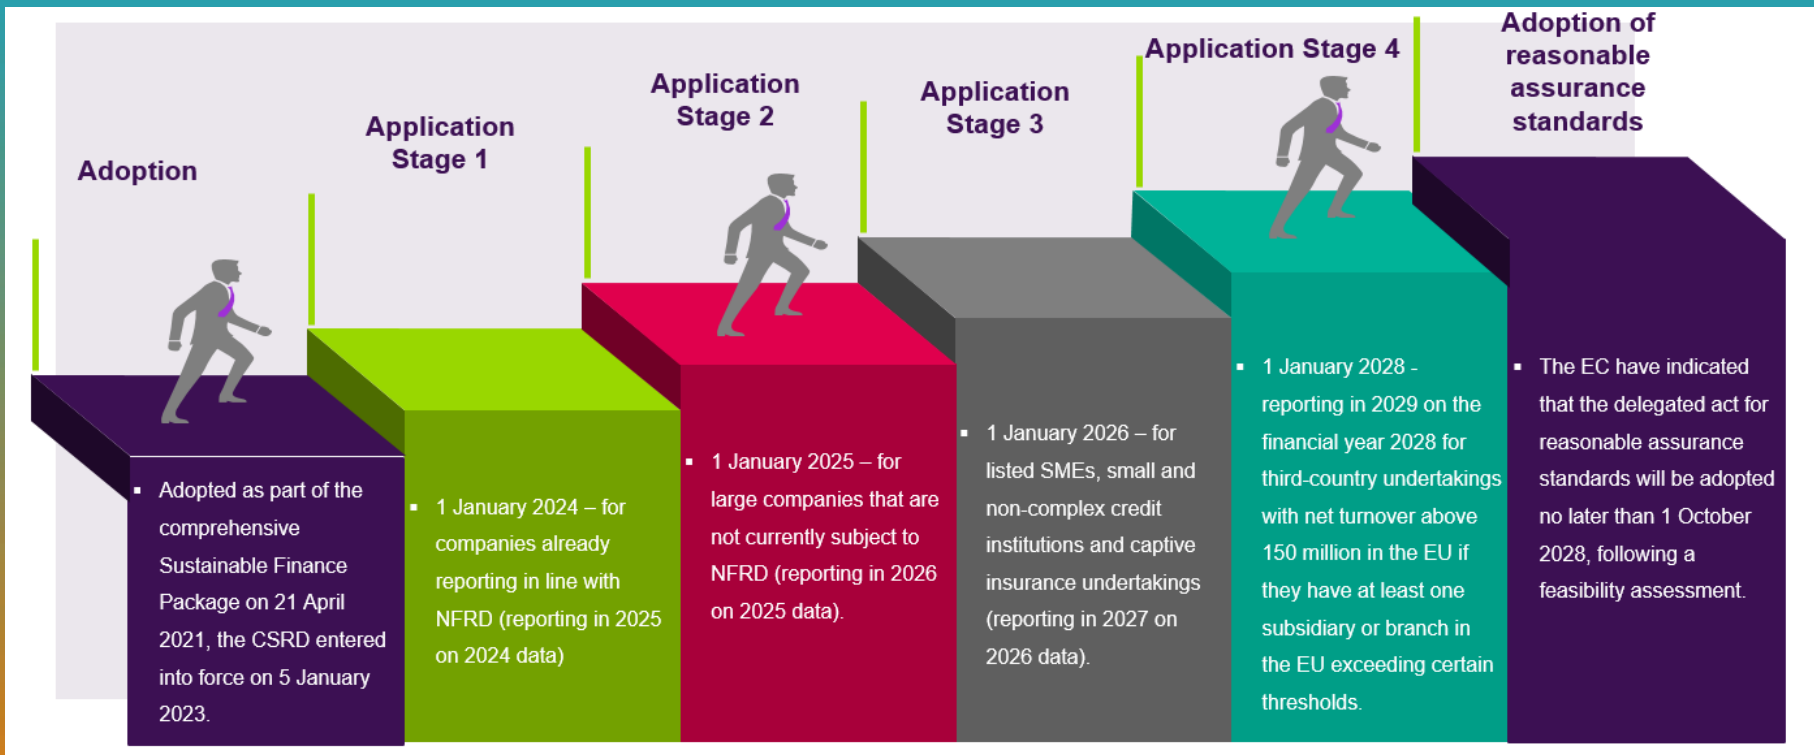 Adoption
▪ Adopted as part of the
comprehensive
Sustainable Finance
Package on 21 April
2021, the CSRD entered
into force on 5 January
2023.
Application
Stage 1
▪ 1 January 2024 – for
companies already
reporting in line with
NFRD (reporting in 2025
on 2024 data)
Application
Stage 2
▪ 1 January 2025 – for
large companies that are
not currently subject to
NFRD (reporting in 2026
on 2025 data).
Application
Stage 3
▪ 1 January 2026 – for
listed SMEs, small and
non-complex credit
institutions and captive
insurance undertakings
(reporting in 2027 on
2026 data).
Application Stage 4
▪ 1 January 2028 -
reporting in 2029 on the
financial year 2028 for
third-country undertakings
with net turnover above
150 million in the EU if
they have at least one
subsidiary or branch in
the EU exceeding certain
thresholds.
Adoption of
reasonable
assurance
standards
▪ The EC have indicated
that the delegated act for
reasonable assurance
standards will be adopted
no later than 1 October
2028, following a
feasibility assessment.